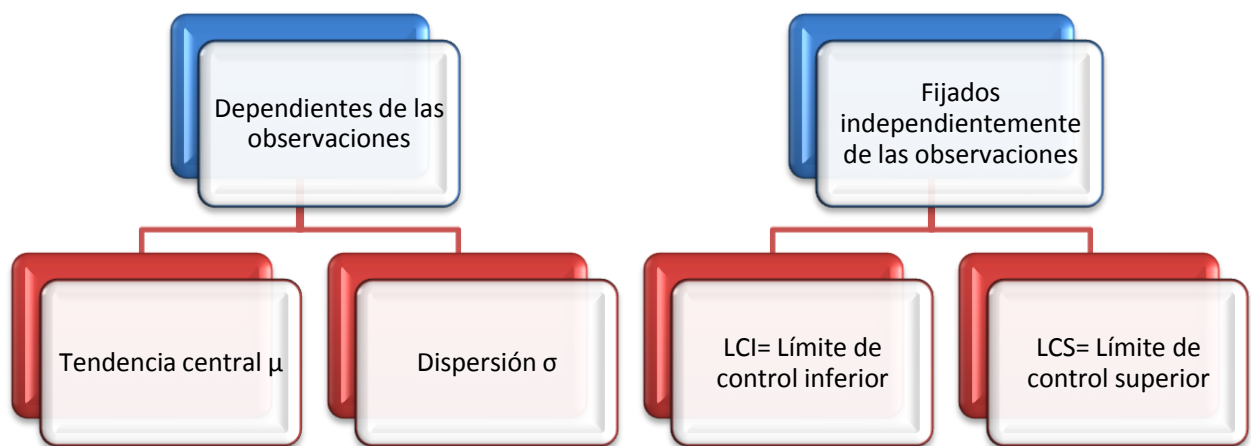 Dependientes de las
observaciones
Fijados
independientemente
de las observaciones
Tendencia central μ
Dispersión σ
LCI= Límite de
control inferior
LCS= Límite de
control superior